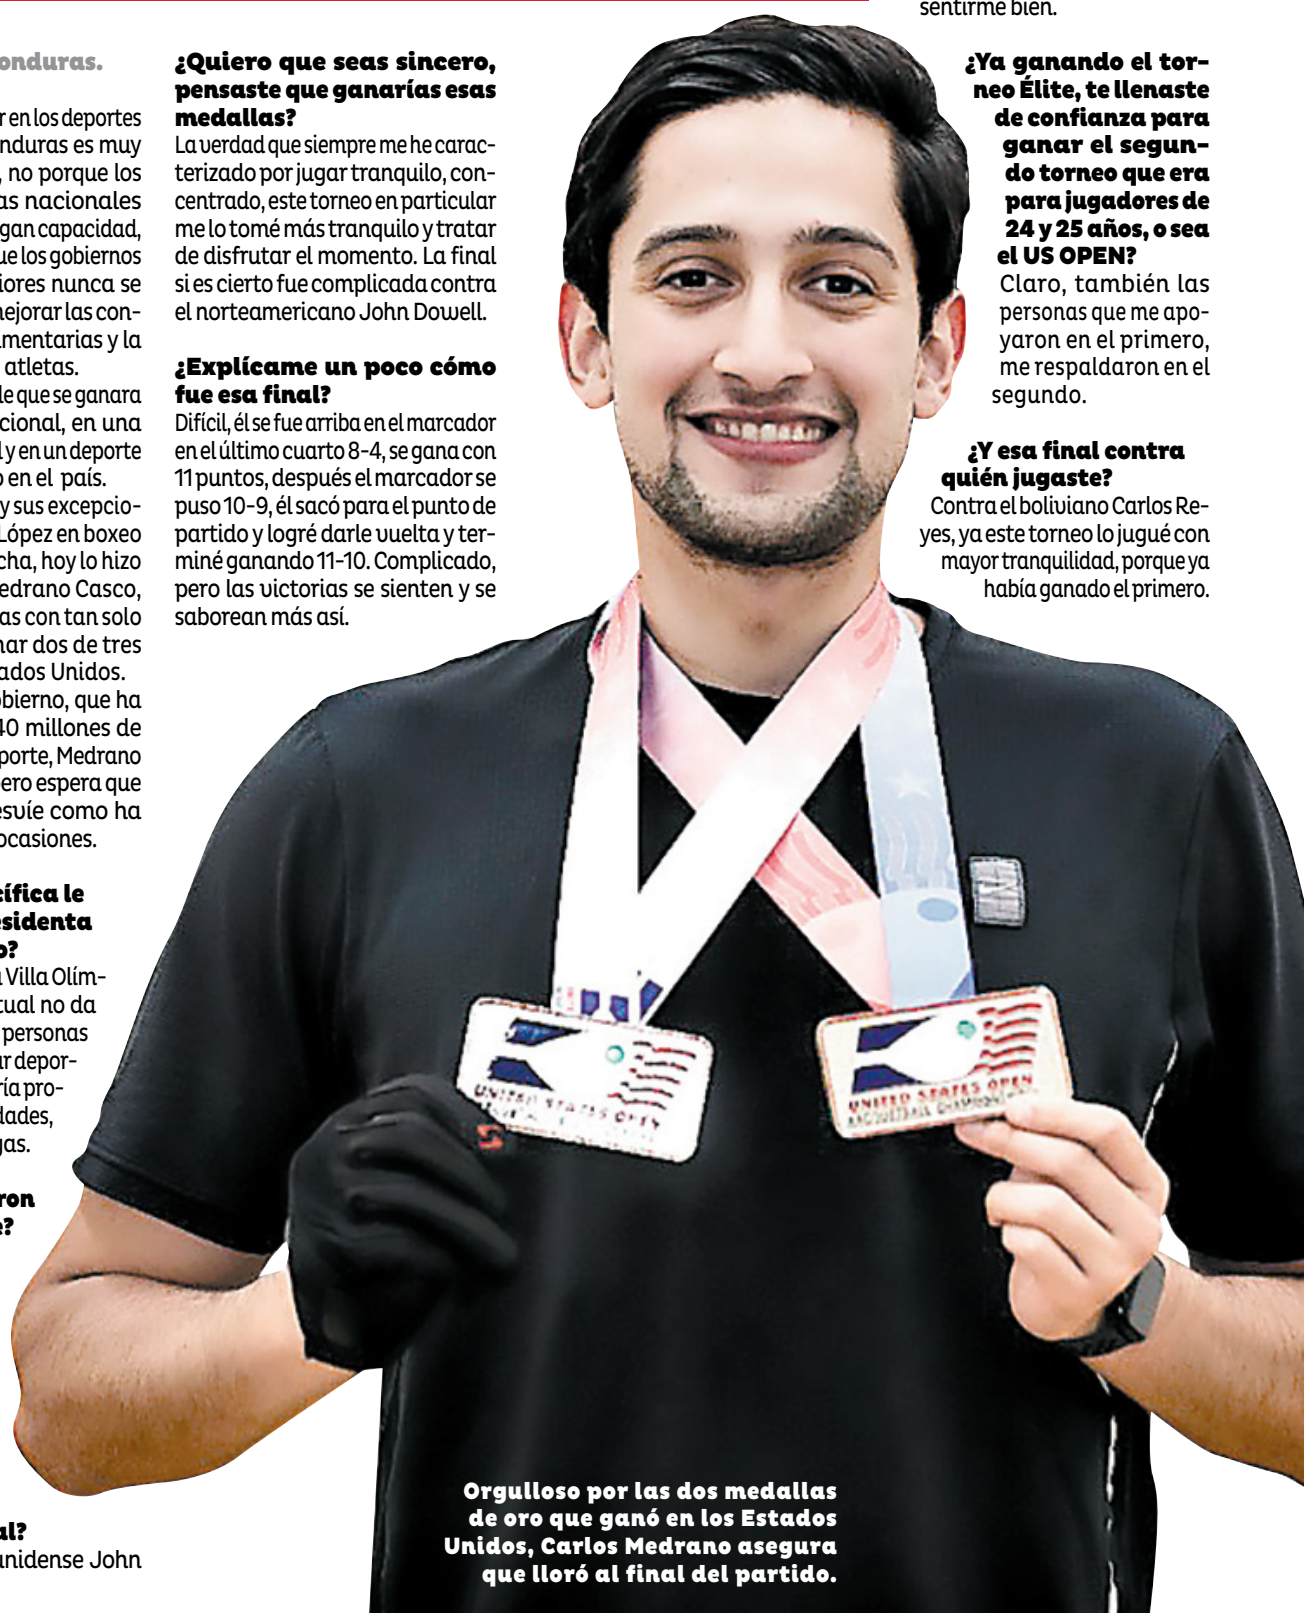 onduras.
r en los deportes
nduras es muy
, no porque los
as nacionales
gan capacidad,
ue los gobiernos
iores nunca se
nejorar las con-
mentarias y la
atletas.
le que se ganara
cional, en una
l y en un deporte
o en el país.
y sus excepcio-
López en boxeo
cha, hoy lo hizo
edrano Casco,
as con tan solo
nar dos de tres
ados Unidos.
obierno, que ha
40 millones de
porte, Medrano
pero espera que
esvíe como ha
ocasiones.
cífica le
esidenta
o?
a Villa Olím-
tual no da
personas
ar depor-
ría pro-
dades,
gas.
ron
e?
al?
unidense John
¿Quiero que seas sincero,
pensaste que ganarías esas
medallas?
La verdad que siempre me he carac-
terizado por jugar tranquilo, con-
centrado, este torneo en particular
me lo tomé más tranquilo y tratar
de disfrutar el momento. La final
si es cierto fue complicada contra
el norteamericano John Dowell.
¿Explícame un poco cómo
fue esa final?
Difícil, él se fue arriba en el marcador
en el último cuarto 8-4, se gana con
11 puntos, después el marcador se
puso 10-9, él sacó para el punto de
partido y logré darle vuelta y ter-
miné ganando 11-10. Complicado,
pero las victorias se sienten y se
saborean más así.
sentirme bien.
¿Ya ganando el tor-
neo Élite, te llenaste
de confianza para
ganar el segun-
do torneo que era
para jugadores de
24 y 25 años, o sea
el US OPEN?
Claro, también las
personas que me apo-
yaron en el primero,
me respaldaron en el
segundo.
¿Y esa final contra
quién jugaste?
Contra el boliviano Carlos Re-
yes, ya este torneo lo jugué con
mayor tranquilidad, porque ya
había ganado el primero.
UNITED STATES OPEN
UNITED STATES OPEN
RACQUETBALL CHAMPIONSHIPS
Orgulloso por las dos medallas
de oro que ganó en los Estados
Unidos, Carlos Medrano asegura
que lloró al final del partido.